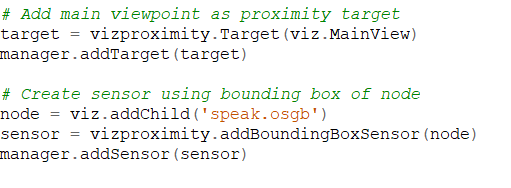 # Add main viewpoint as proximity target
target = vizproximity.Target(viz.MainView)
manager.addTarget(target)
# Create sensor using bounding box of node
node = viz.addChild('speak.osgb')
sensor = vizproximity.addBoundingBoxSensor(node)
manager.addSensor(sensor)